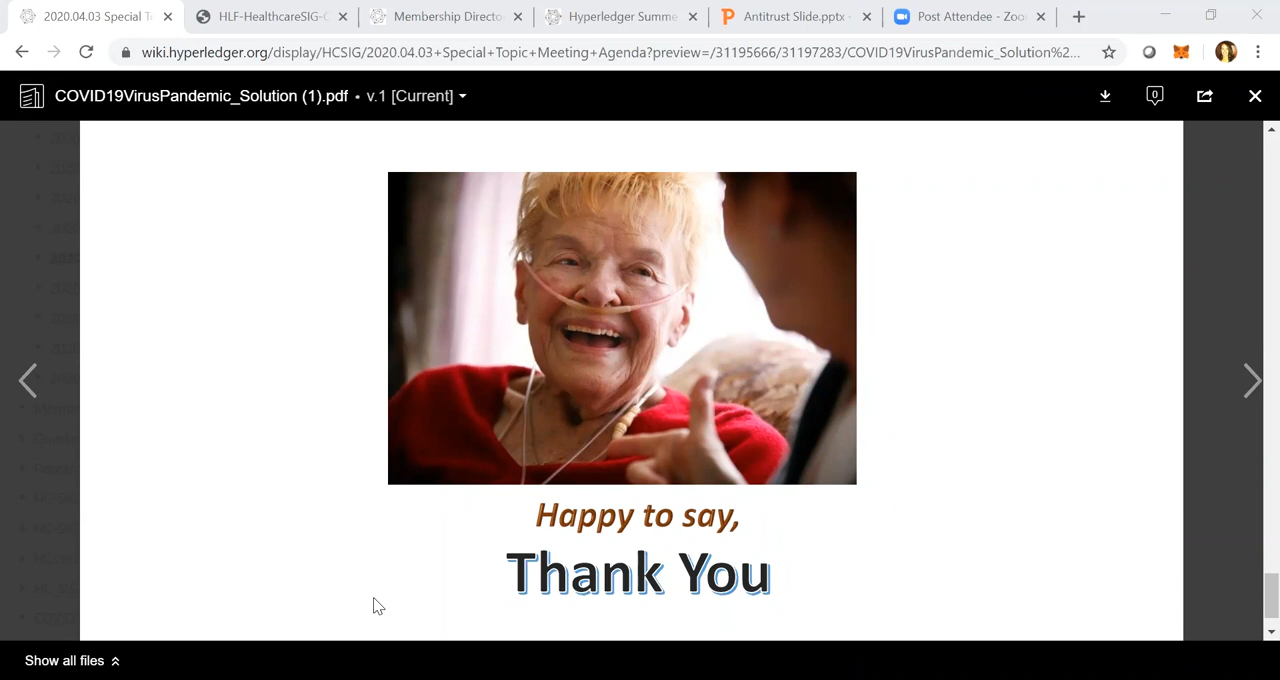 2020.04.03 Special T
HLF-HealthcareSIG-
Membership Directo
Hyperledger Summe
Antitrust Slide.pptx
Post Attendee - Zoo
wiki.hyperledger.org/display/HCSIG/2020.04.03+Special+Topic+Meeting+Agenda?preview=/31195666/31197283/COVID19VirusPandemic_Solution%2...
COVID19VirusPandemic_Solution (1).pdf • v.1 [Current]
0
Happy to say,
Thank You
Show all files